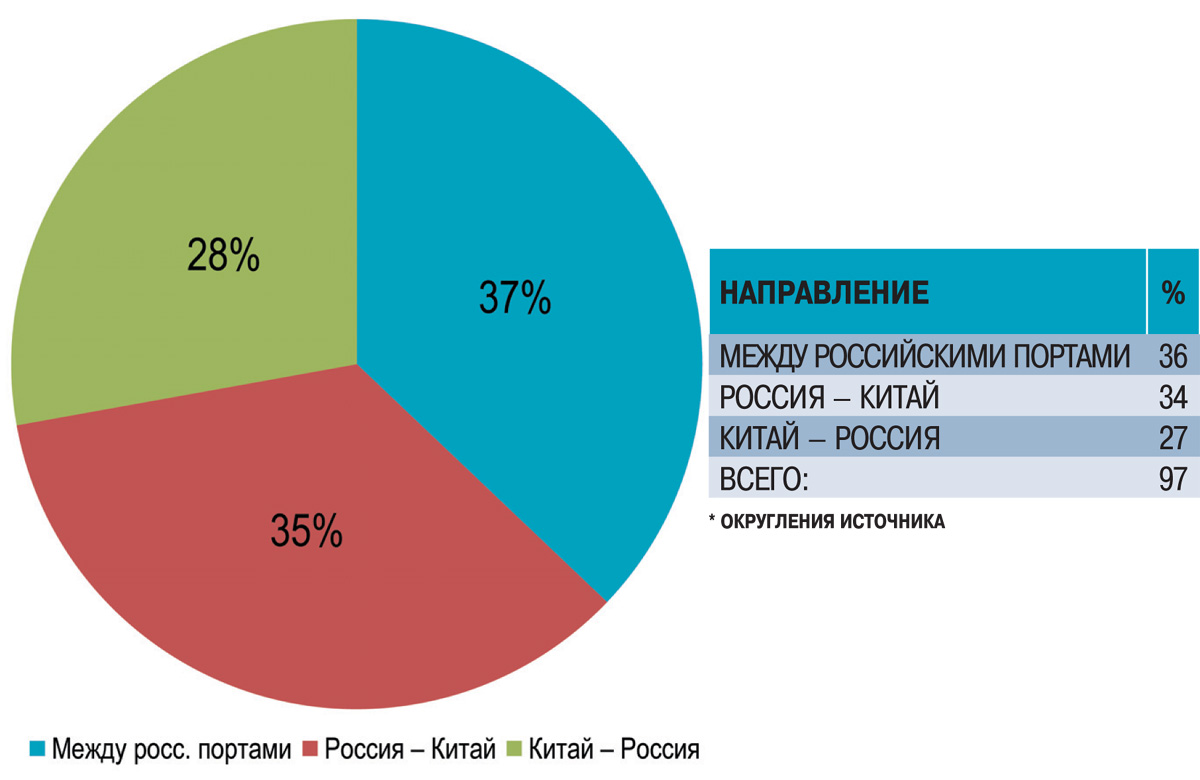 28%
37%
35%
Между росс. портами Россия – Китай Китай – Россия
НАПРАВЛЕНИЕ %
МЕЖДУ РОССИЙСКИМИ ПОРТАМИ 36
РОССИЯ – КИТАЙ 34
КИТАЙ – РОССИЯ 27
ВСЕГО: 97
* ОКРУГЛЕНИЯ ИСТОЧНИКА